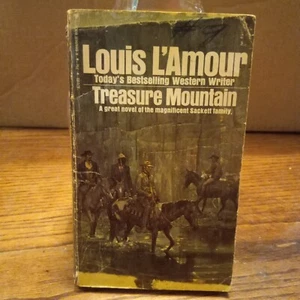 Louis L'Amour
Today's Bestselling Western Writer
Treasure Mountain
A great novel of the magnificent Sackett family.